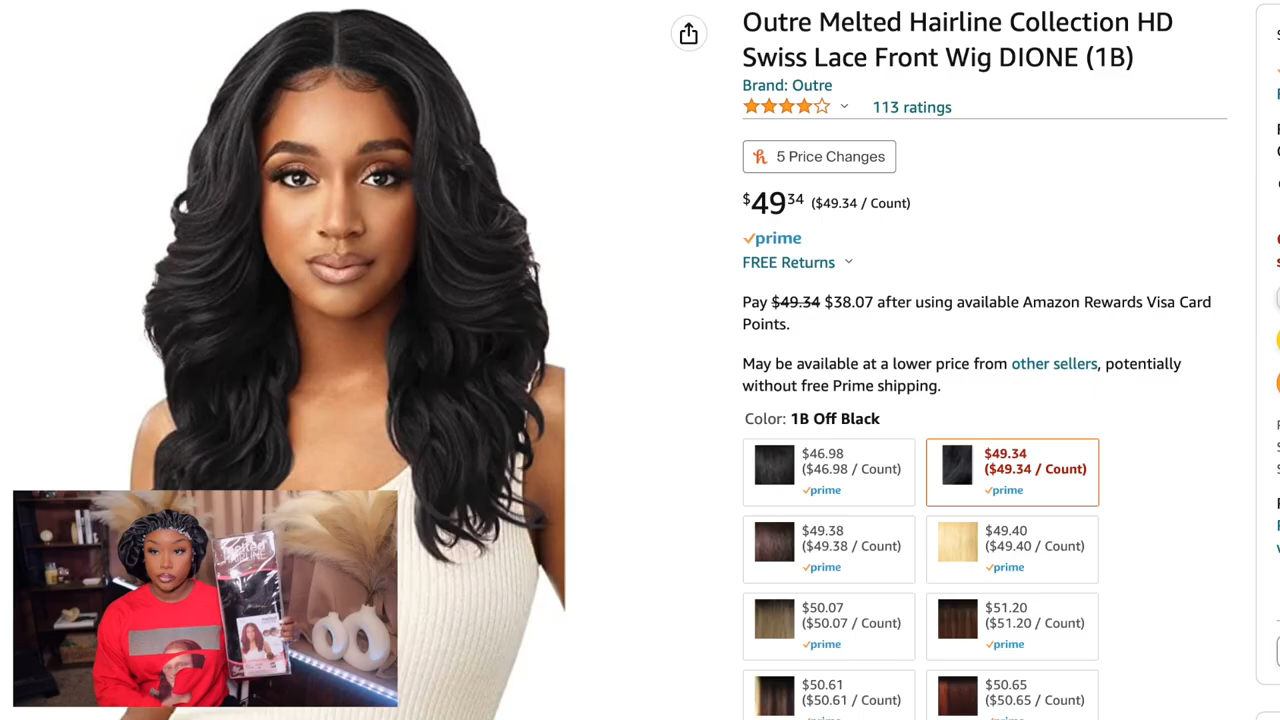 Outre Melted Hairline Collection HD
Swiss Lace Front Wig DIONE (1B)
Brand: Outre
113 ratings
5 Price Changes
$49 34 ($49.34 / Count)
prime
FREE Returns
Pay $49.34 $38.07 after using available Amazon Rewards Visa Card
Points.
May be available at a lower price from other sellers, potentially
without free Prime shipping.
Color: 1B Off Black
$46.98
($46.98 / Count)
prime
$49.34
($49.34 / Count)
prime
$49.38
($49.38 / Count)
prime
$49.40
($49.40 / Count)
prime
$50.07
($50.07 / Count)
prime
$51.20
($51.20 / Count)
prime
$50.61
($50.61 / Count)
$50.65
($50.65 / Count)
melted
HAIRLINE